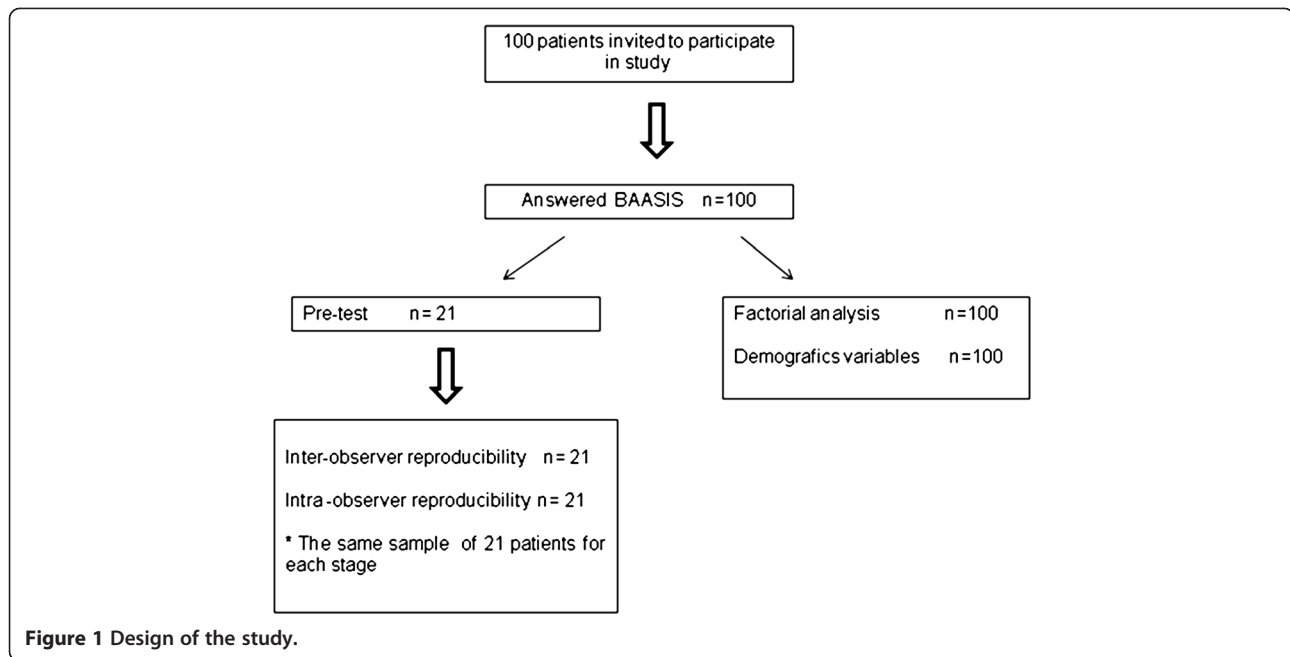 100 patients invited to participate
in study
Answered BAASIS n=100
Pre-test n= 21
Factorial analysis n=100
Demografics variables n=100
Inter-observer reproducibility n= 21
Intra-observer reproducibility n= 21
* The same sample of 21 patients for
each stage
Figure 1 Design of the study.